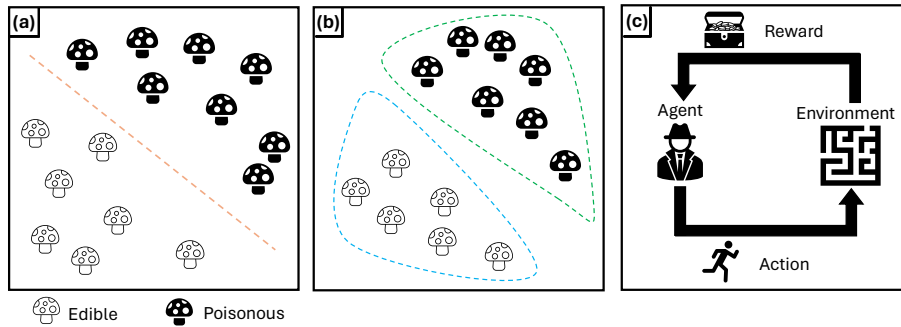 (a)
(b)
(c)
Reward
Agent
Environment
Action
Edible
Poisonous